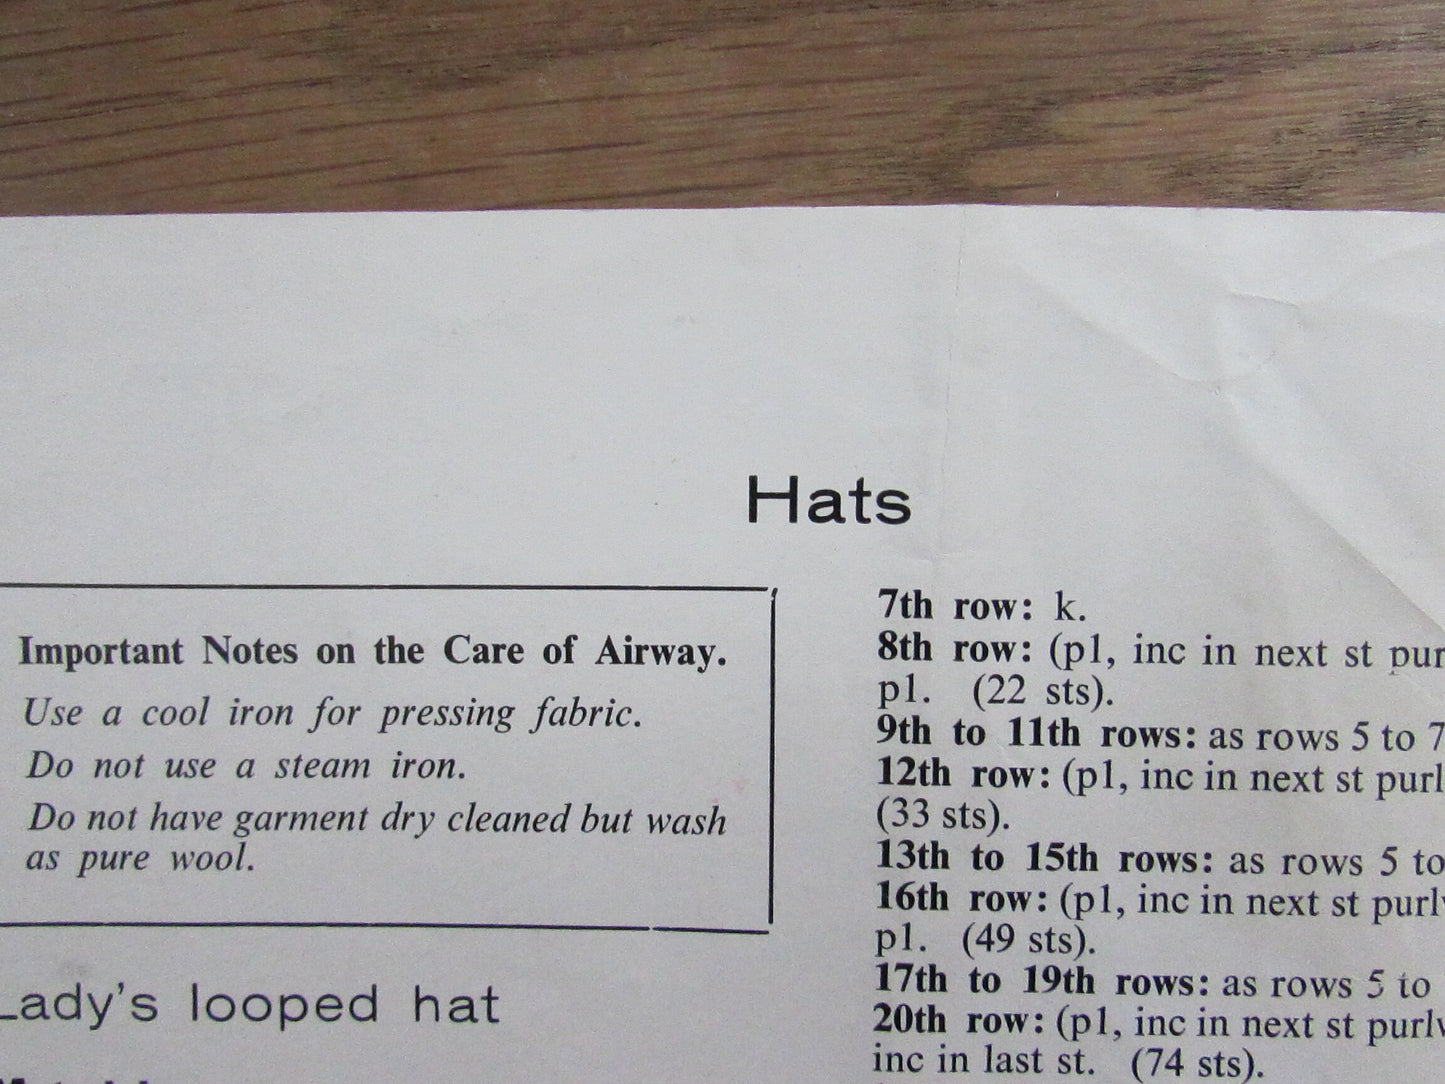 Hats
Important Notes on the Care of Airway.
Use a cool iron for pressing fabric.
Do not use a steam iron.
Do not have garment dry cleaned but wash
as pure wool.
Lady's looped hat
7th row: k.
8th row: (p1, inc in next st pur
p1. (22 sts).
9th to 11th rows: as rows 5 to 7
12th row: (p1, inc in next st purl
(33 sts).
13th to 15th rows: as rows 5 to
16th row: (p1, inc in next st purlw
p1. (49 sts).
17th to 19th rows: as rows 5 to
20th row: (p1, inc in next st purlw
inc in last st. (74 sts).